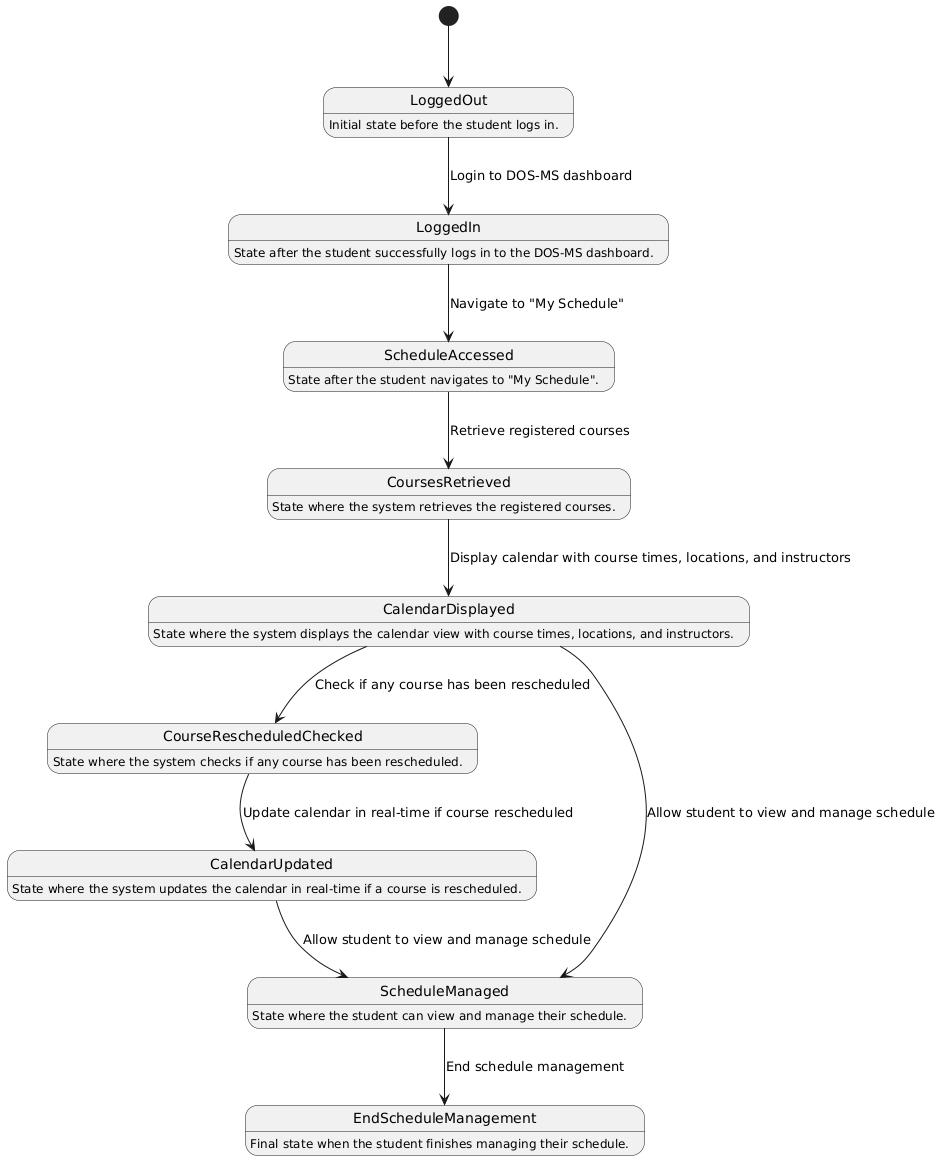 LoggedOut
Initial state before the student logs in.
Login to DOS-MS dashboard
LoggedIn
State after the student successfully logs in to the DOS-MS dashboard.
Navigate to "My Schedule"
ScheduleAccessed
State after the student navigates to "My Schedule".
Retrieve registered courses
CoursesRetrieved
State where the system retrieves the registered courses.
Display calendar with course times, locations, and instructors
CalendarDisplayed
State where the system displays the calendar view with course times, locations, and instructors.
Check if any course has been rescheduled
CourseRescheduledChecked
State where the system checks if any course has been rescheduled.
Update calendar in real-time if course rescheduled
Allow student to view and manage schedule
CalendarUpdated
State where the system updates the calendar in real-time if a course is rescheduled.
Allow student to view and manage schedule
ScheduleManaged
State where the student can view and manage their schedule.
End schedule management
EndScheduleManagement
Final state when the student finishes managing their schedule.